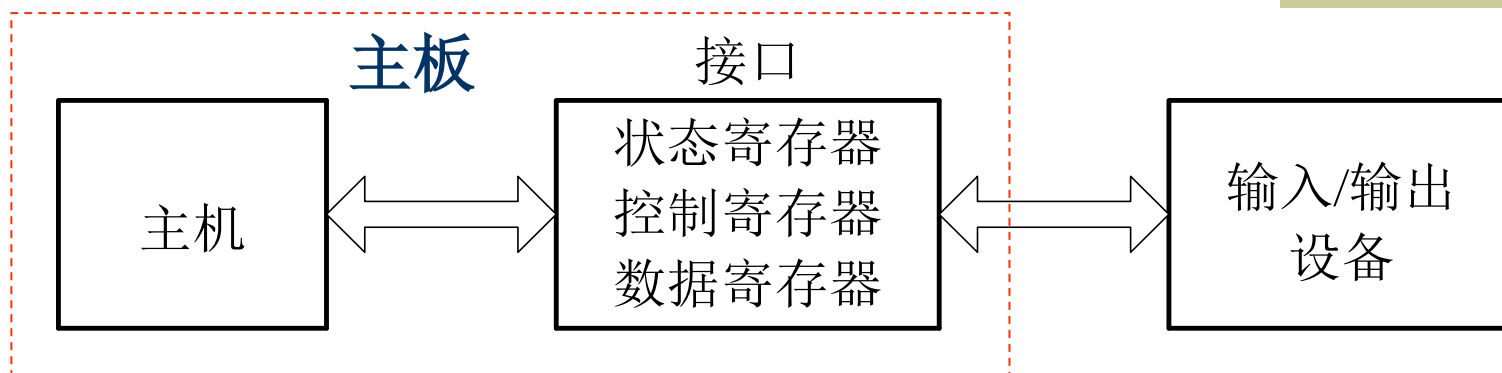 主板
接口
主机
状态寄存器
控制寄存器
数据寄存器
输入/输出
设备